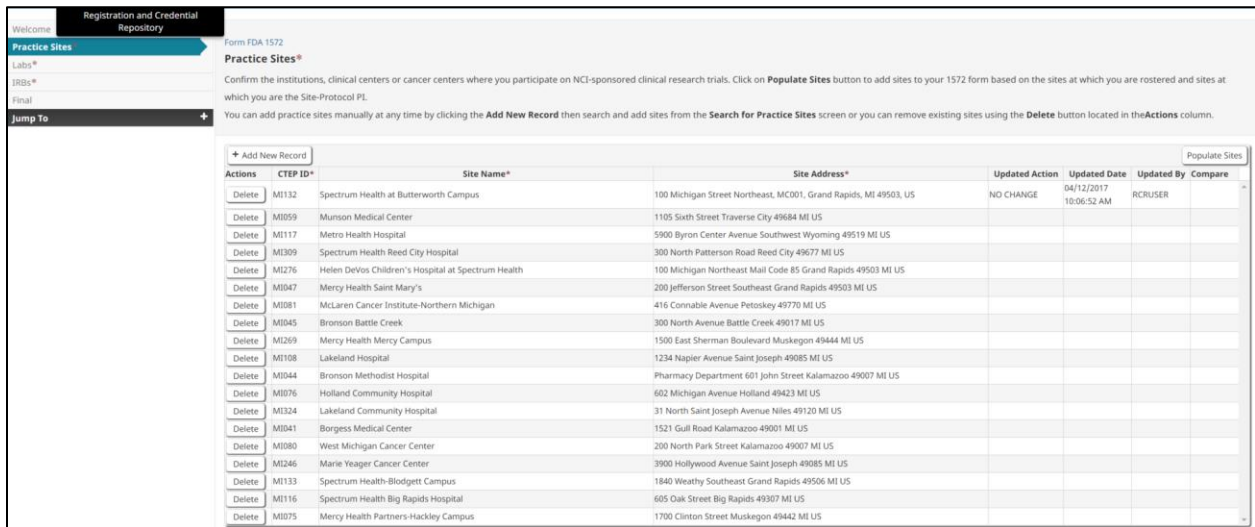 Registration and Credential
Repository
Welcome
Practice Sites*
Labs*
IRBs*
Final
Jump To +
Form FDA 1572
Practice Sites*
Confirm the institutions, clinical centers or cancer centers where you participate on NCI-sponsored clinical research trials. Click on Populate Sites button to add sites to your 1572 form based on the sites at which you are rostered and sites at
which you are the Site-Protocol PI.
You can add practice sites manually at any time by clicking the Add New Record then search and add sites from the Search for Practice Sites screen or you can remove existing sites using the Delete button located in theActions column.
+ Add New Record Populate Sites
Actions CTEP ID* Site Name* Site Address* Updated Action Updated Date Updated By Compare
Delete MI132 Spectrum Health at Butterworth Campus 100 Michigan Street Northeast, MC001, Grand Rapids, MI 49503, US NO CHANGE 04/12/2017 10:06:52 AM RCRUSER
Delete MI059 Munson Medical Center 1105 Sixth Street Traverse City 49684 MI US
Delete MI117 Metro Health Hospital 5900 Byron Center Avenue Southwest Wyoming 49519 MI US
Delete MI309 Spectrum Health Reed City Hospital 300 North Patterson Road Reed City 49677 MI US
Delete MI276 Helen DeVos Children's Hospital at Spectrum Health 100 Michigan Northeast Mail Code 85 Grand Rapids 49503 MI US
Delete MI047 Mercy Health Saint Mary's 200 Jefferson Street Southeast Grand Rapids 49503 MI US
Delete MI081 McLaren Cancer Institute-Northern Michigan 416 Connable Avenue Petoskey 49770 MI US
Delete MI045 Bronson Battle Creek 300 North Avenue Battle Creek 49017 MI US
Delete MI269 Mercy Health Mercy Campus 1500 East Sherman Boulevard Muskegon 49444 MI US
Delete MI108 Lakeland Hospital 1234 Napier Avenue Saint Joseph 49085 MI US
Delete MI044 Bronson Methodist Hospital Pharmacy Department 601 John Street Kalamazoo 49007 MI US
Delete MI076 Holland Community Hospital 602 Michigan Avenue Holland 49423 MI US
Delete MI324 Lakeland Community Hospital 31 North Saint Joseph Avenue Niles 49120 MI US
Delete MI041 Borgess Medical Center 1521 Gull Road Kalamazoo 49001 MI US
Delete MI080 West Michigan Cancer Center 200 North Park Street Kalamazoo 49007 MI US
Delete MI246 Marie Yeager Cancer Center 3900 Hollywood Avenue Saint Joseph 49085 MI US
Delete MI133 Spectrum Health-Blodgett Campus 1840 Weathy Southeast Grand Rapids 49506 MI US
Delete MI116 Spectrum Health Big Rapids Hospital 605 Oak Street Big Rapids 49307 MI US
Delete MI075 Mercy Health Partners-Hackley Campus 1700 Clinton Street Muskegon 49442 MI US